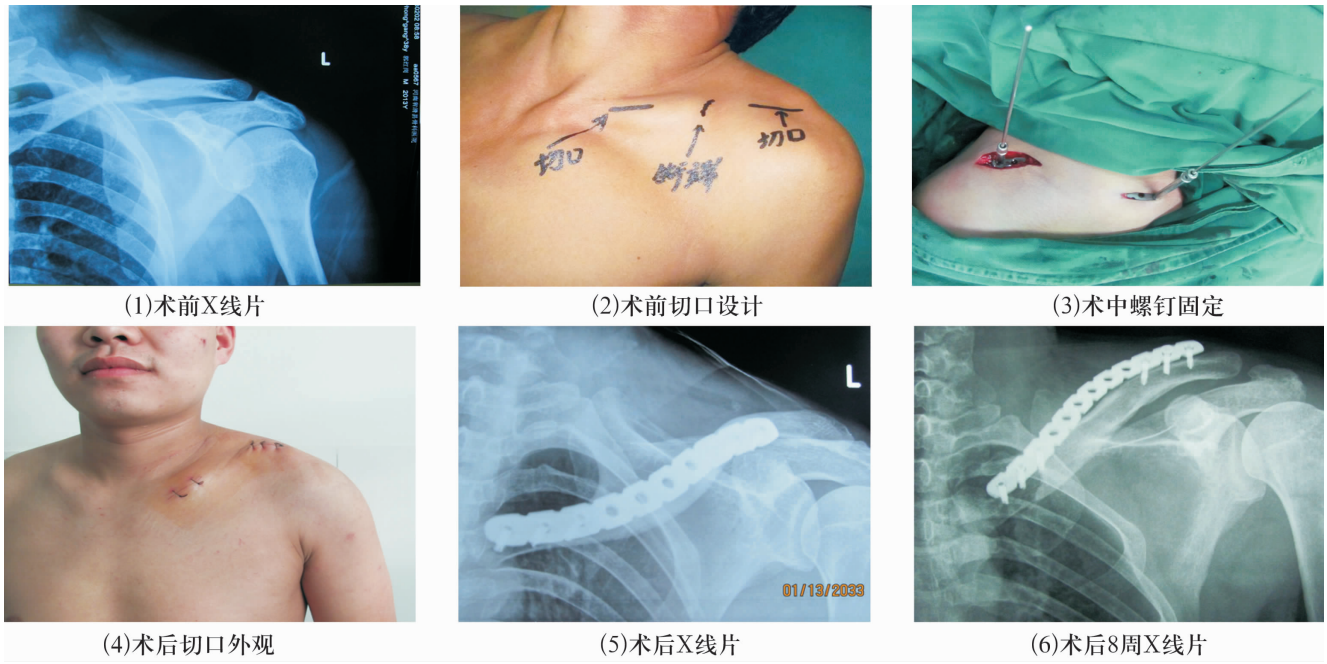 L
切口
断端
切口
(1)术前X线片
(2)术前切口设计
(3)术中螺钉固定
L
01/13/2033
(4)术后切口外观
(5)术后X线片
(6)术后8周X线片